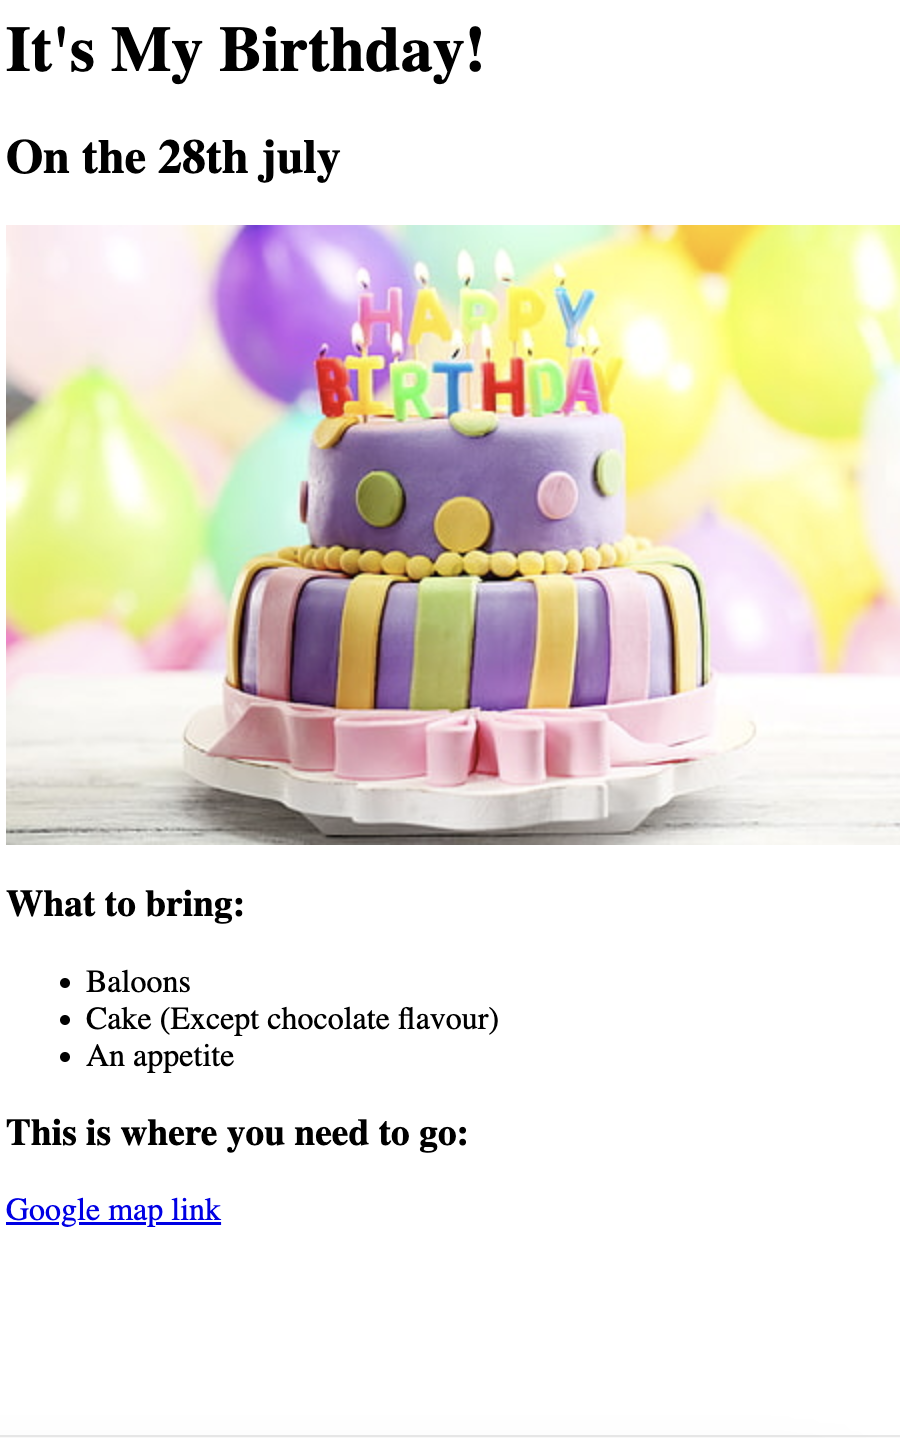 It's My Birthday!
On the 28th july
HAPPY
BIRTHDAY
What to bring:
Baloons
Cake (Except chocolate flavour)
An appetite
This is where you need to go:
Google map link